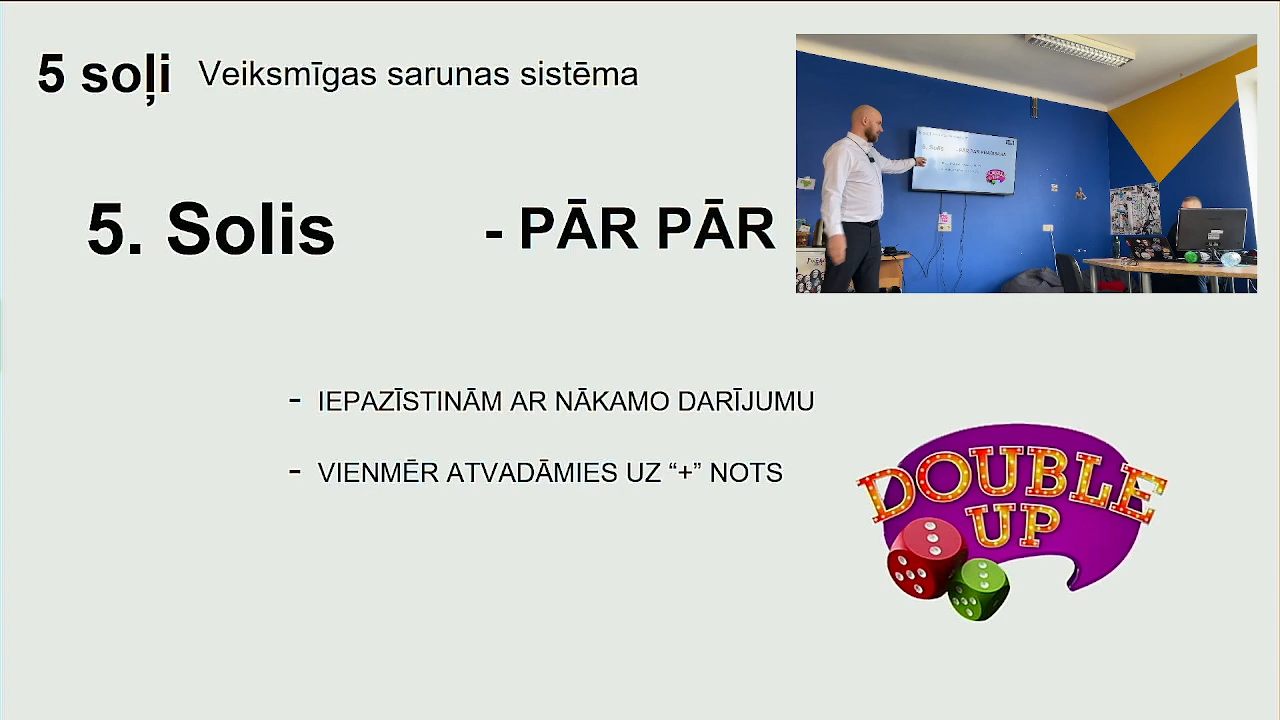 5 soļi Veiksmīgas sarunas sistēma
5. Solis - PĀR PĀR
- IEPAZĪSTINĀM AR NĀKAMO DARĪJUMU
- VIENMĒR ATVADĀMIES UZ “+” NOTS
DOUBLE
UP